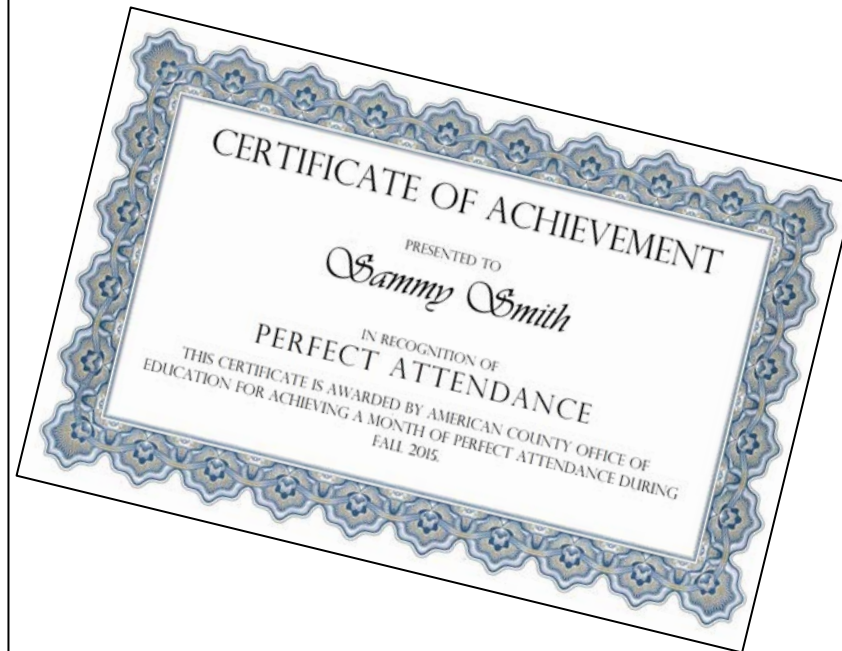 CERTIFICATE OF ACHIEVEMENT
PRESENTED TO
Sammy Smith
IN RECOGNITION OF
PERFECT ATTENDANCE
THIS CERTIFICATE IS AWARDED BY AMERICAN COUNTY OFFICE OF
EDUCATION FOR ACHIEVING A MONTH OF PERFECT ATTENDANCE DURING
FALL 2015.